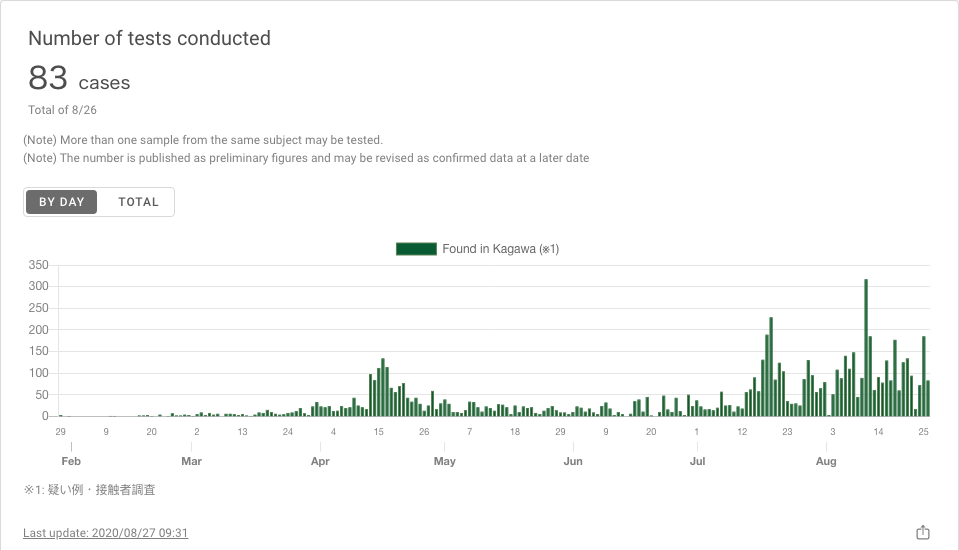 Number of tests conducted
83 cases
Total of 8/26
(Note) More than one sample from the same subject may be tested.
(Note) The number is published as preliminary figures and may be revised as confirmed data at a later date
BY DAY TOTAL
Found in Kagawa (※1)
350
300
250
200
150
100
50
0
29 9 20 2 13 24 4 15 26 7 18 29 9 20 1 12 23 3 14 25
Feb Mar Apr May Jun Jul Aug
※1: 疑い例・接触者調査
Last update: 2020/08/27 09:31